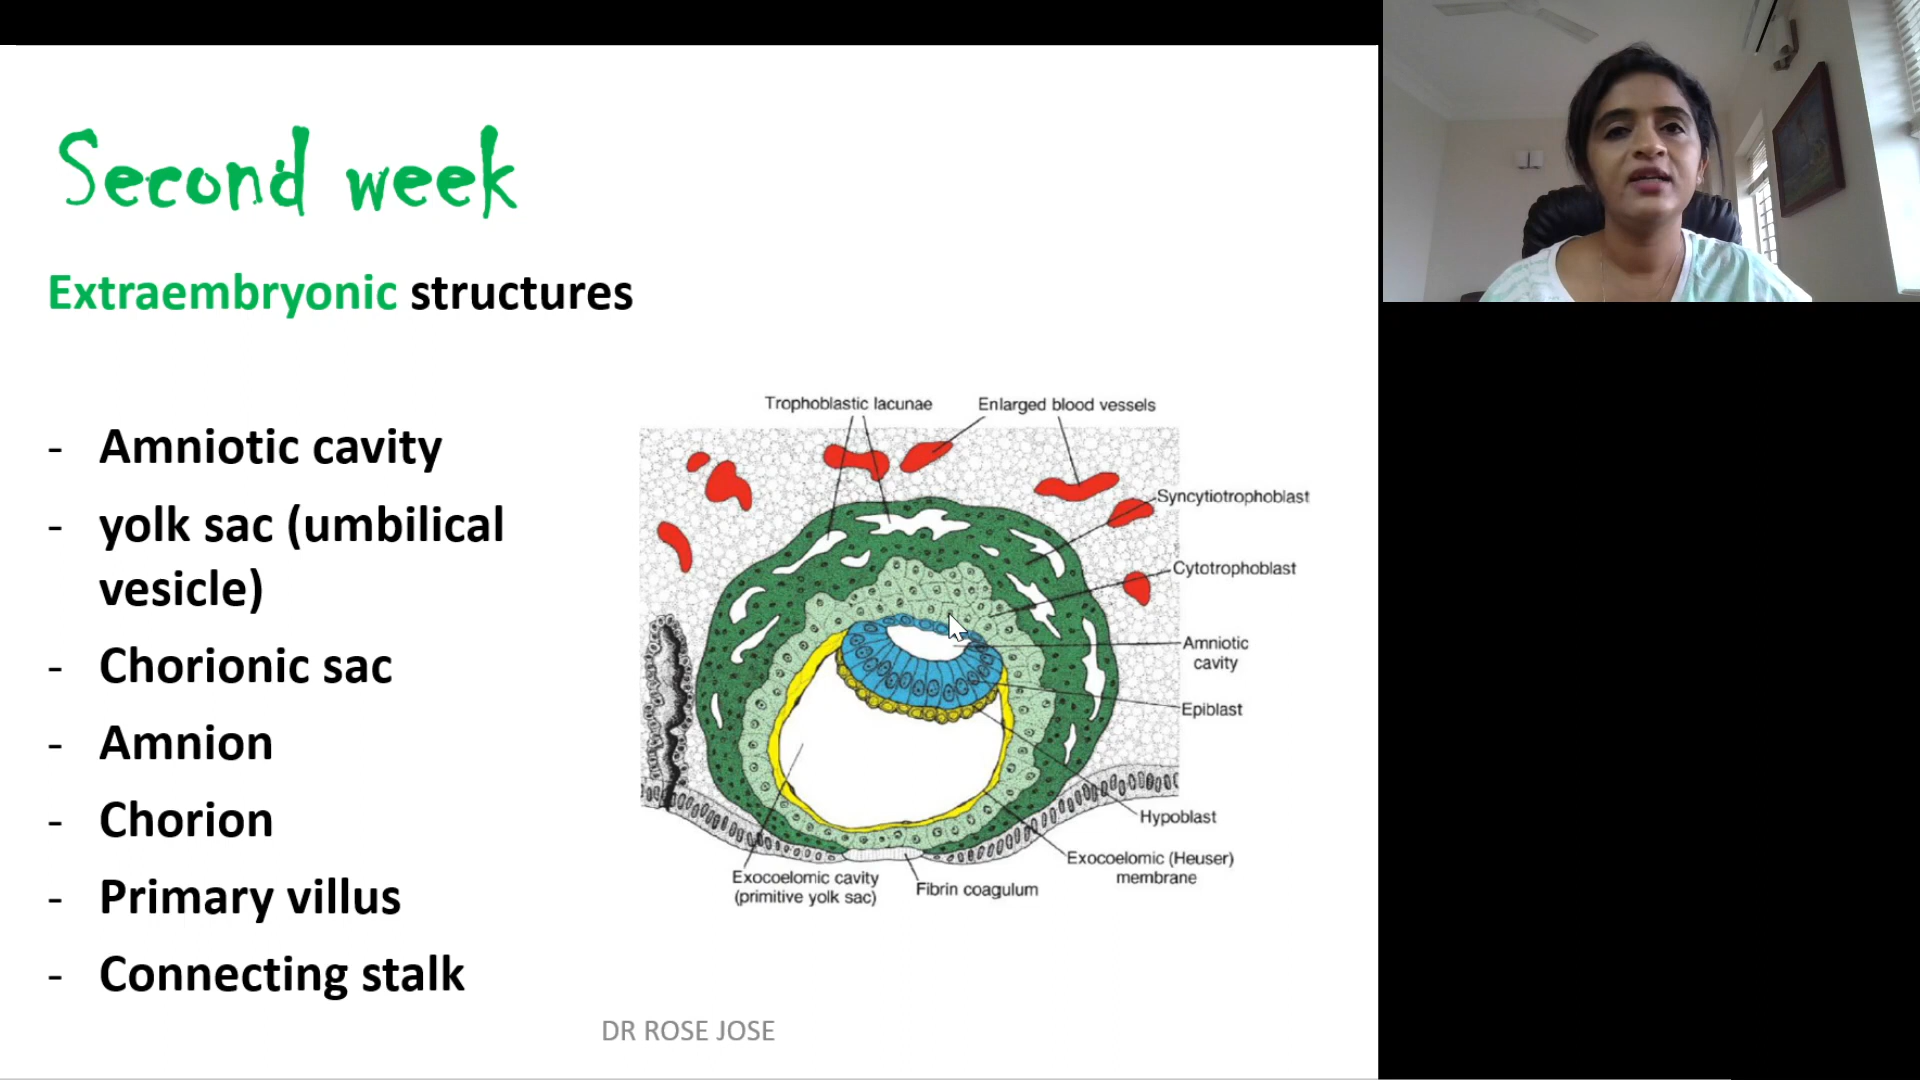 Second week
Extraembryonic structures
- Amniotic cavity
- yolk sac (umbilical
vesicle)
- Chorionic sac
- Amnion
- Chorion
- Primary villus
- Connecting stalk
Trophoblastic lacunae
Enlarged blood vessels
Syncytiotrophoblast
Cytotrophoblast
Amniotic
cavity
Epiblast
Hypoblast
Exocoelomic (Heuser)
membrane
Exocoelomic cavity
(primitive yolk sac)
Fibrin coagulum
DR ROSE JOSE